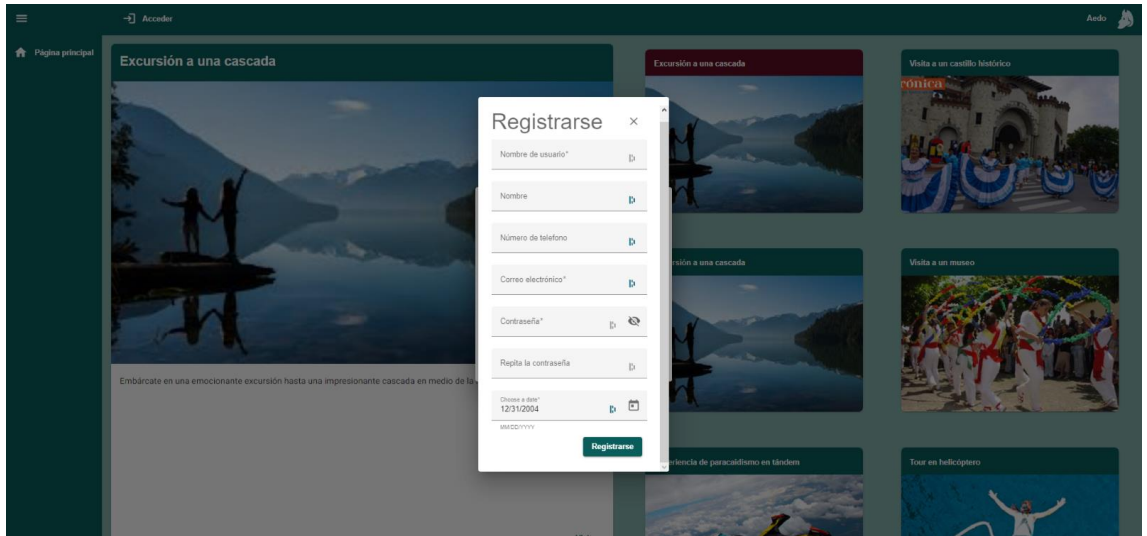 Acceder
Aedo
Página principal
Excursión a una cascada
Embárcate en una emocionante excursión hasta una impresionante cascada en medio de la
Registrarse
Nombre de usuario*
Nombre
Número de telefono
Correo electrónico*
Contraseña*
Repita la contraseña
Choose a date*
12/31/2004
MM/DD/YYYY
Registrarse
Excursión a una cascada
Visita a un castillo histórico
rónica
rsión a una cascada
Visita a un museo
eriencia de paracaidismo en tándem
Tour en helicóptero